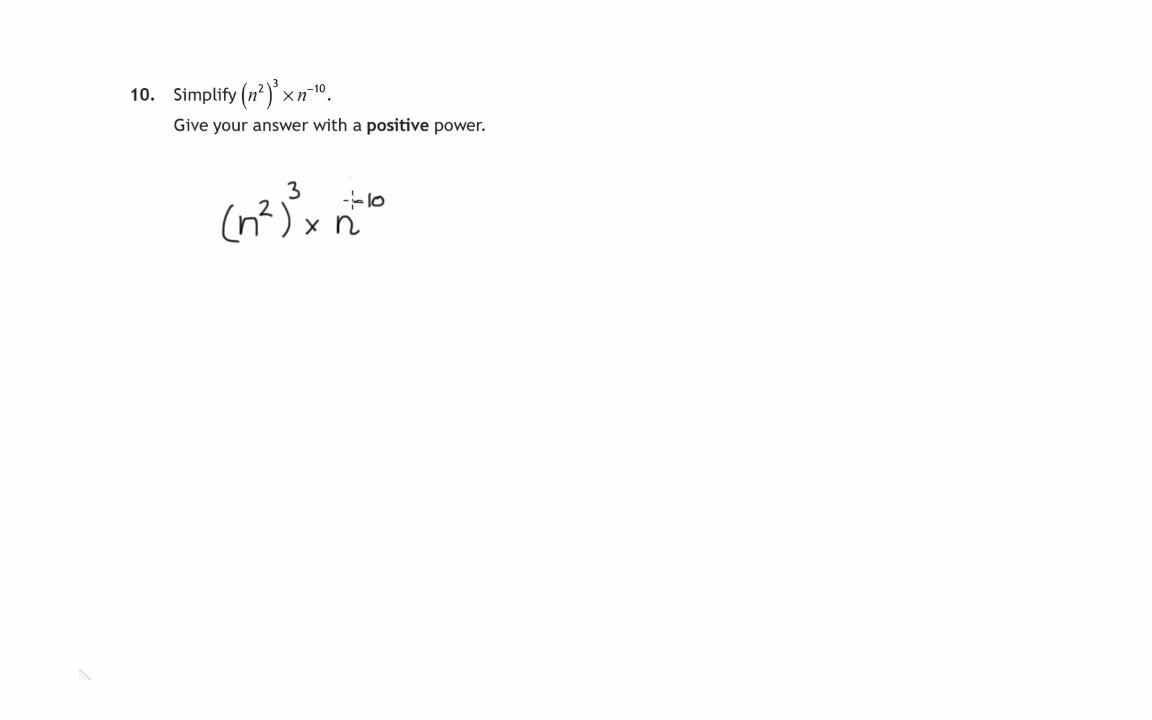 10. Simplify (n²)³ × n⁻¹⁰.
Give your answer with a positive power.
(n²)³ × n⁻¹⁰